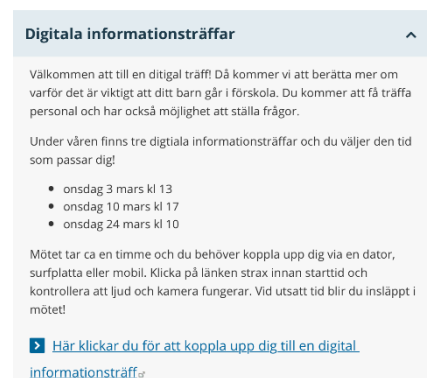 Digitala informationsträffar
Välkommen att till en ditigal träff! Då kommer vi att berätta mer om
varför det är viktigt att ditt barn går i förskola. Du kommer att få träffa
personal och har också möjlighet att ställa frågor.
Under våren finns tre digtiala informationsträffar och du väljer den tid
som passar dig!
• onsdag 3 mars kl 13
• onsdag 10 mars kl 17
• onsdag 24 mars kl 10
Mötet tar ca en timme och du behöver koppla upp dig via en dator,
surfplatta eller mobil. Klicka på länken strax innan starttid och
kontrollera att ljud och kamera fungerar. Vid utsatt tid blir du insläppt i
mötet!
Här klickar du för att koppla upp dig till en digital
informationsträff